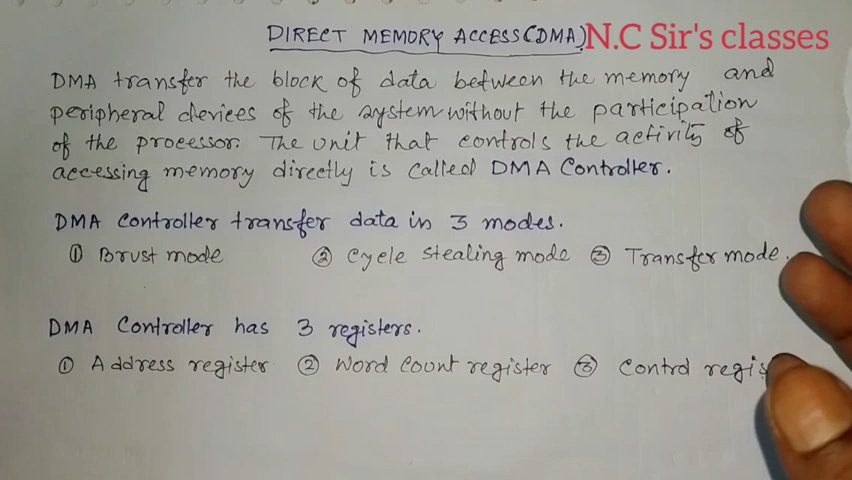 DIRECT MEMORY ACCESS(DMA) N.C Sir's classes
DMA transfer the block of data between the memory and
peripheral devices of the system without the participation
of the processor. The unit that controls the activity of
accessing memory directly is called DMA Controller.
DMA controller transfer data in 3 modes.
① Brust mode ② Cycle stealing mode ③ Transfer mode.
DMA Controller has 3 registers.
① Address register ② Word Count register ③ Control